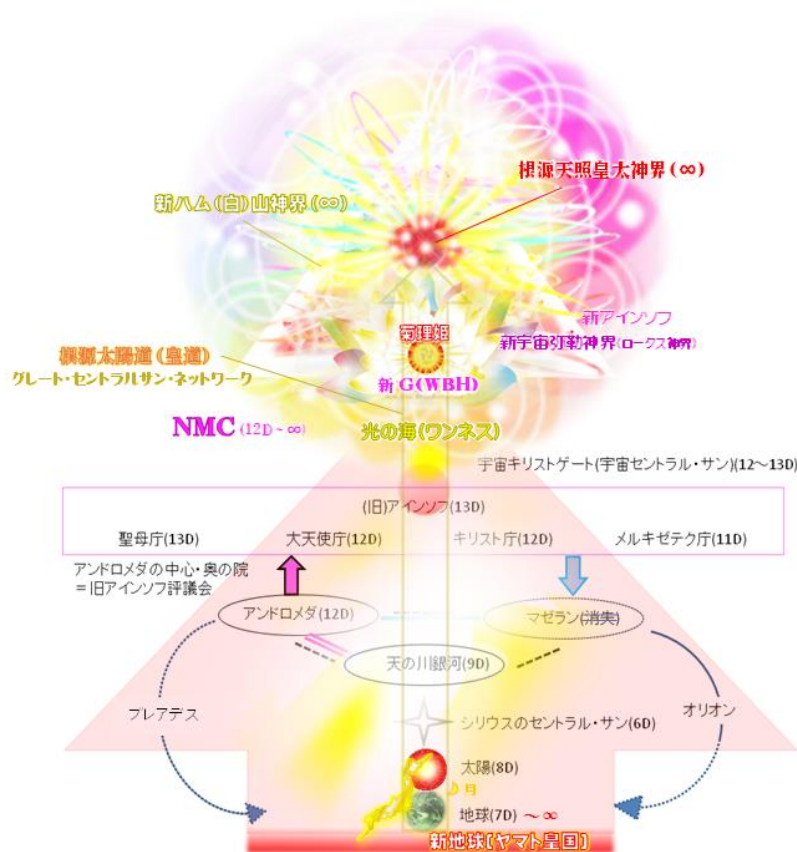 根源天照皇太神界(∞)
新ハム(白)山神界(∞)
新アインソフ
菊理姫
新宇宙弥勒神界(ロークス神界)
根源太陽道(皇道)
グレート・セントラルサン・ネットワーク
新G(WBH)
NMC(12D~∞)
光の海(ワンネス)
宇宙キリストゲート(宇宙セントラル・サン)(12~13D)
(旧)アインソフ(13D)
聖母庁(13D)
大天使庁(12D)
キリスト庁(12D)
メルキゼテク庁(11D)
アンドロメダの中心・奥の院
=旧アインソフ評議会
アンドロメダ(12D)
マゼラン(消失)
天の川銀河(9D)
プレアデス
オリオン
シリウスのセントラル・サン(6D)
太陽(8D)
月
地球(7D)~∞
新地球[ヤマト皇国]